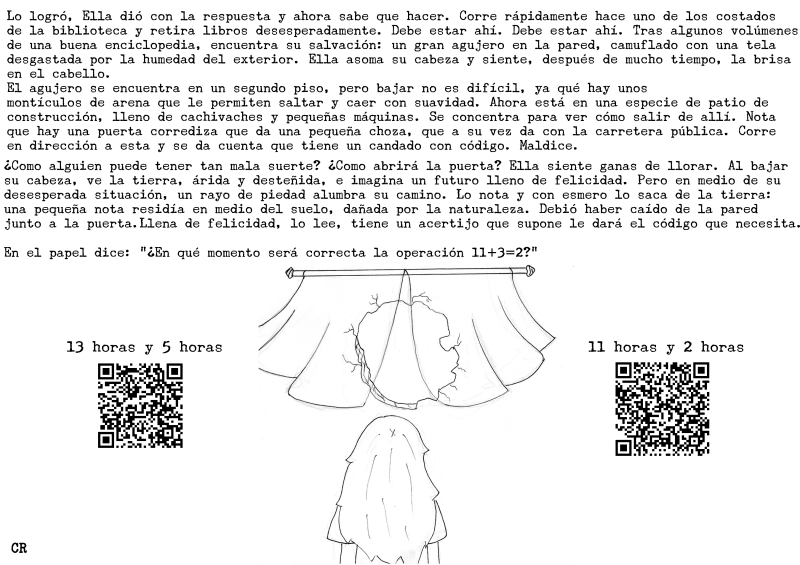 Lo logró, Ella dió con la respuesta y ahora sabe que hacer. Corre rápidamente hace uno de los costados
de la biblioteca y retira libros desesperadamente. Debe estar ahí. Debe estar ahí. Tras algunos volúmenes
de una buena enciclopedia, encuentra su salvación: un gran agujero en la pared, camuflado con una tela
desgastada por la humedad del exterior. Ella asoma su cabeza y siente, después de mucho tiempo, la brisa
en el cabello.
El agujero se encuentra en un segundo piso, pero bajar no es difícil, ya qué hay unos
montículos de arena que le permiten saltar y caer con suavidad. Ahora está en una especie de patio de
construcción, lleno de cachivaches y pequeñas máquinas. Se concentra para ver cómo salir de allí. Nota
que hay una puerta corrediza que da una pequeña choza, que a su vez da con la carretera pública. Corre
en dirección a esta y se da cuenta que tiene un candado con código. Maldice.
¿Como alguien puede tener tan mala suerte? ¿Como abrirá la puerta? Ella siente ganas de llorar. Al bajar
su cabeza, ve la tierra, árida y desteñida, e imagina un futuro lleno de felicidad. Pero en medio de su
desesperada situación, un rayo de piedad alumbra su camino. Lo nota y con esmero lo saca de la tierra:
una pequeña nota residía en medio del suelo, dañada por la naturaleza. Debió haber caído de la pared
junto a la puerta.Llena de felicidad, lo lee, tiene un acertijo que supone le dará el código que necesita.
En el papel dice: "¿En qué momento será correcta la operación 11+3=2?"
13 horas y 5 horas
11 horas y 2 horas
CR